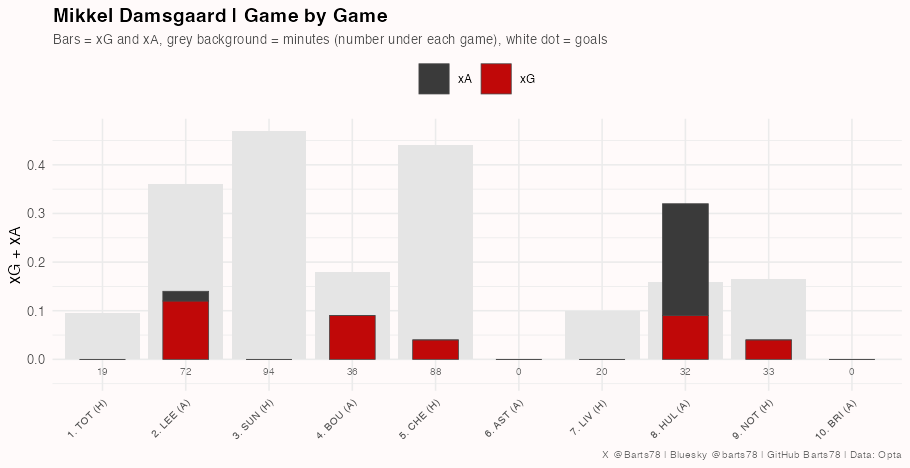 Mikkel Damsgaard | Game by Game
Bars = xG and xA, grey background = minutes (number under each game), white dot = goals
xA xG
xG + xA
0.4
0.3
0.2
0.1
0.0
19 72 94 36 88 0 20 32 33 0
1. TOT (H) 2. LEE (A) 3. SUN (H) 4. BOU (A) 5. CHE (H) 6. AST (A) 7. LIV (H) 8. HUL (A) 9. NOT (H) 10. BRI (A)
X @Barts78 | Bluesky @barts78 | GitHub Barts78 | Data: Opta